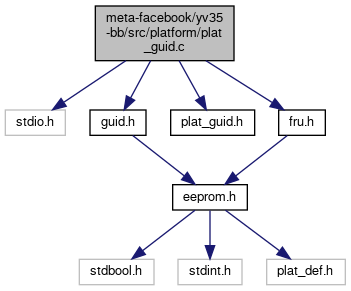 meta-facebook/yv35
-bb/src/platform/plat
_guid.c
stdio.h
guid.h
plat_guid.h
fru.h
eeprom.h
stdbool.h
stdint.h
plat_def.h